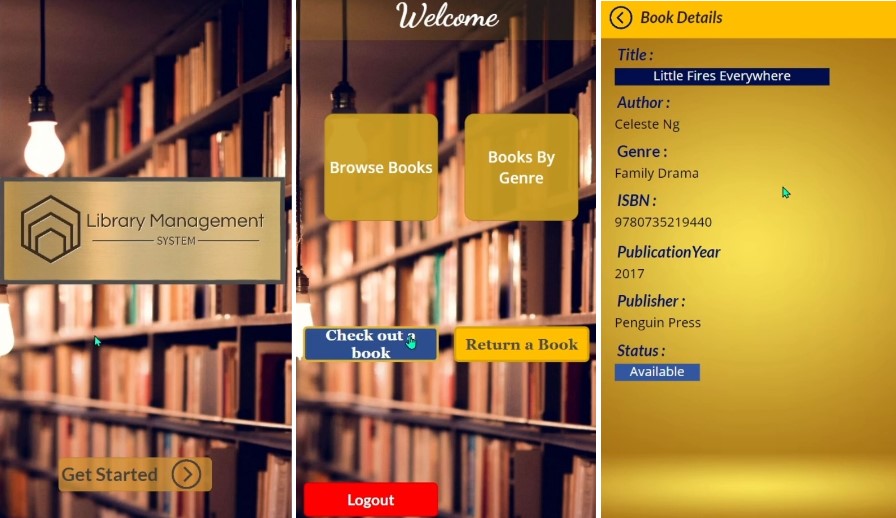 Library Management
SYSTEM
Get Started
Welcome
Browse Books
Books By
Genre
Check out a
book
Return a Book
Logout
Book Details
Title :
Little Fires Everywhere
Author :
Celeste Ng
Genre :
Family Drama
ISBN :
9780735219440
PublicationYear
2017
Publisher :
Penguin Press
Status :
Available